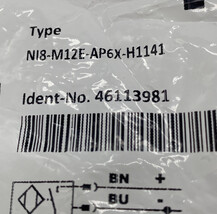 Type
NI8-M12E-AP6X-H1141
Ident-No. 46113981
BN +
BU -